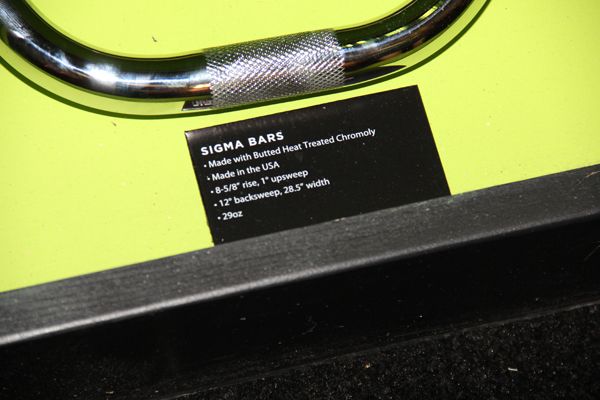 SIGMA BARS
• Made with Butted Heat Treated Chromoly
• Made in the USA
• 8-5/8" rise, 1" upsweep
• 12° backsweep, 28.5" width
• 29oz